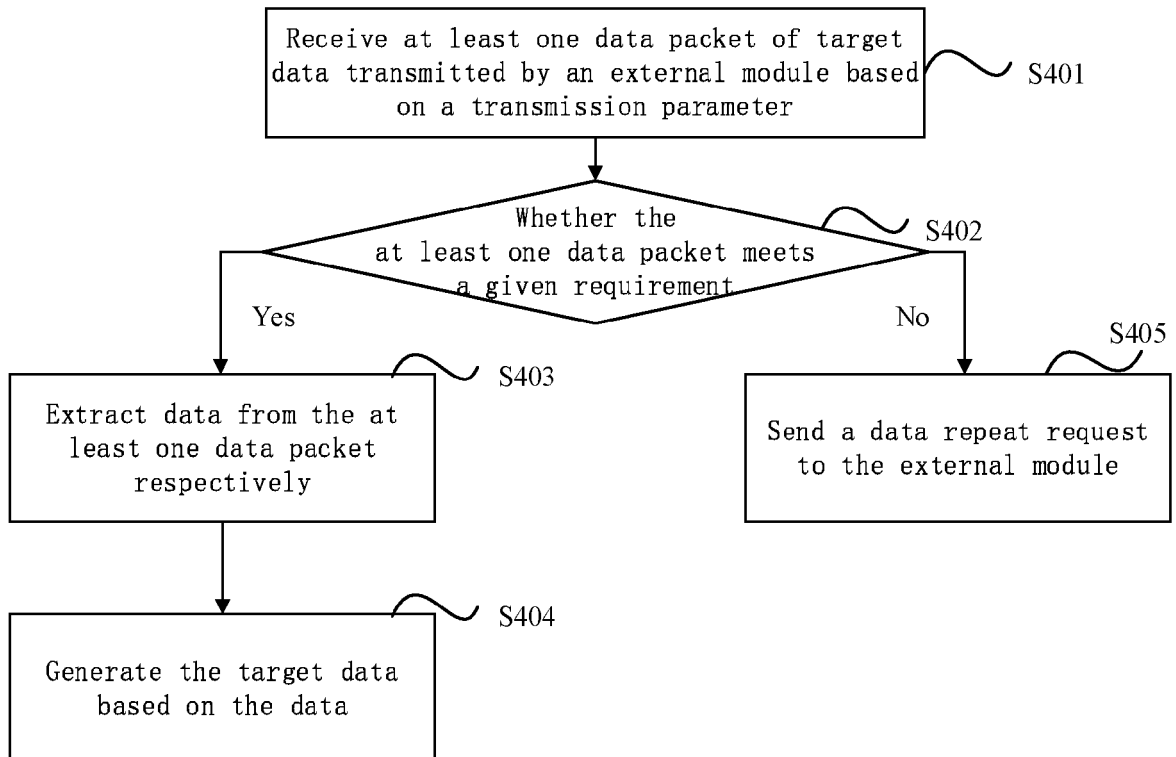 Receive at least one data packet of target
data transmitted by an external module based
on a transmission parameter
S401
Whether the
at least one data packet meets
a given requirement
S402
Yes
No
S403
S405
Extract data from the at
least one data packet
respectively
Send a data repeat request
to the external module
S404
Generate the target data
based on the data